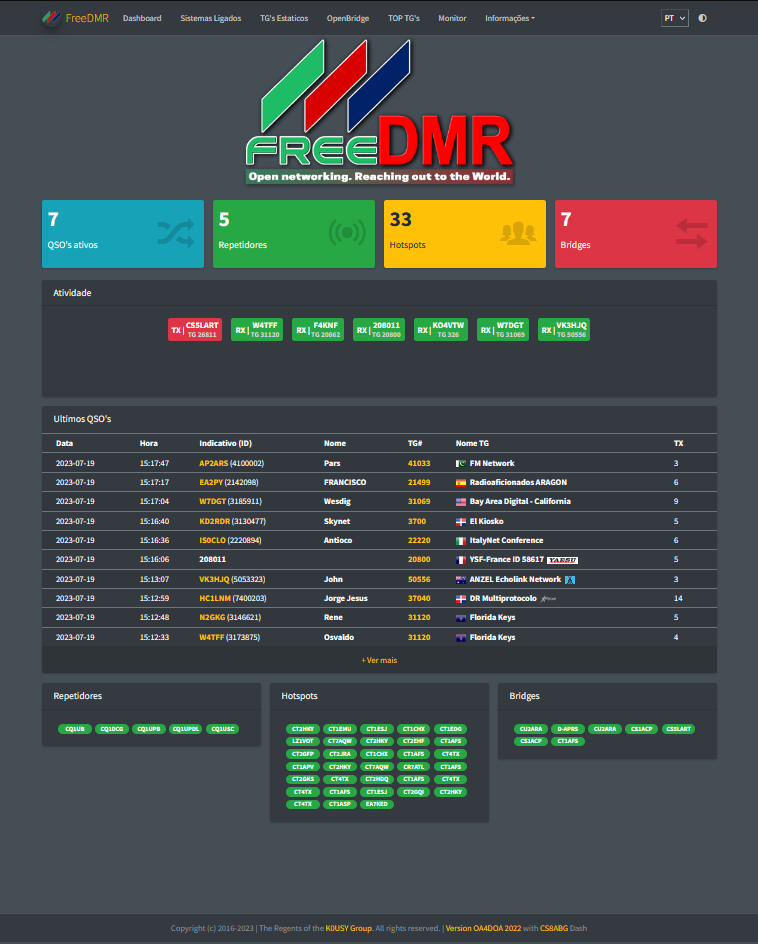 FreeDMR Dashboard Sistemas Ligados TG's Estaticos OpenBridge TOP TG's Monitor Informações PT
FREEDMR
Open networking. Reaching out to the World.
7 5 33 7
QSO's ativos Repetidores Hotspots Bridges
Atividade
TX | CS5LART TG 26811 RX | W4TFF TG 31120 RX | F4KNF TG 20862 RX | 208011 TG 20800 RX | KO4VTW TG 326 RX | W7DGT TG 31069 RX | VK3HJQ TG 50556
Ultimos QSO's
Data Hora Indicativo (ID) Nome TG# Nome TG TX
2023-07-19 15:17:47 AP2ARS (4100002) Pars 41033 FM Network 3
2023-07-19 15:17:17 EA2PY (2142098) FRANCISCO 21499 Radioaficionados ARAGON 6
2023-07-19 15:17:04 W7DGT (3185911) Wesdig 31069 Bay Area Digital - California 9
2023-07-19 15:16:40 KD2RDR (3130477) Skynet 3700 El Kiosko 5
2023-07-19 15:16:36 IS0CLO (2220894) Antioco 22220 ItalyNet Conference 6
2023-07-19 15:16:06 208011 20800 YSF-France ID 58617 YAESU 5
2023-07-19 15:13:07 VK3HJQ (5053323) John 50556 ANZEL Echolink Network 3
2023-07-19 15:12:59 HC1LNM (7400203) Jorge Jesus 37040 DR Multiprotocolo 14
2023-07-19 15:12:48 N2GKG (3146621) Rene 31120 Florida Keys 5
2023-07-19 15:12:33 W4TFF (3173875) Osvaldo 31120 Florida Keys 4
+ Ver mais
Repetidores
CQ1UB CQ1DCG CQ1UPB CQ1UPDL CQ1USC
Hotspots
CT2HKY CT1EMU CT1ESJ CT1CHX CT1EDG
LZ1VOT CT7AQW CT2HKY CT2EHF CT1AFS
CT2GFP CT2JRA CT1CHX CT1AFS CT4TX
CT1APV CT2HKY CT7AQW CR7ATL CT1AFS
CT2GKS CT4TX CT2HDQ CT1AFS CT4TX
CT4TX CT1AFS CT1ESJ CT2GQI CT2HKY
CT4TX CT1ASP EA7KED
Bridges
CU2ARA D-APRS CU2ARA CS1ACP CS5LART
CS1ACP CT1AFS
Copyright (c) 2016-2023 | The Regents of the K0USY Group. All rights reserved. | Version OA4DOA 2022 with CS8ABG Dash